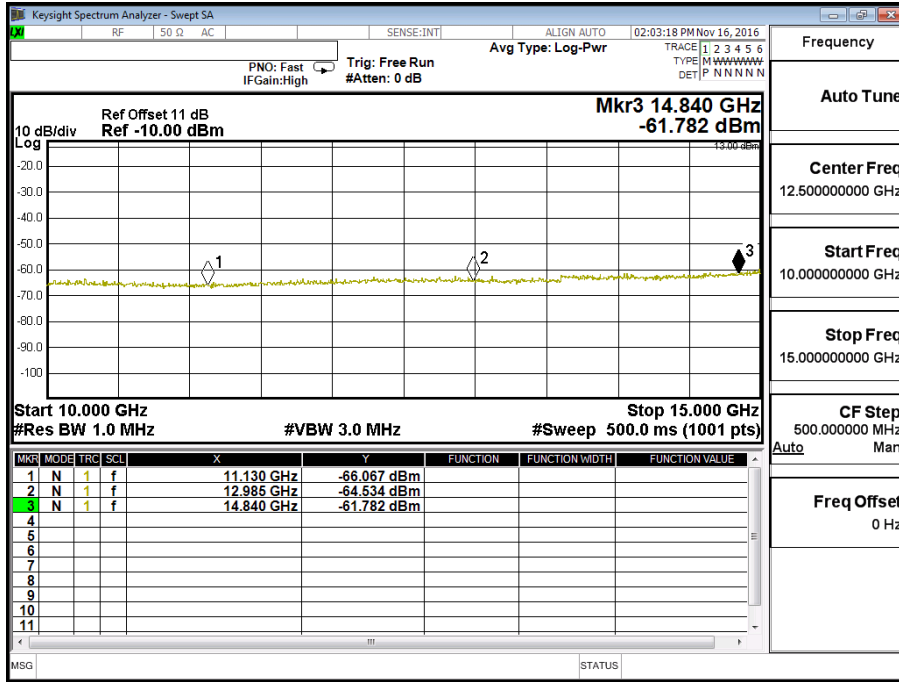 Keysight Spectrum Analyzer - Swept SA
LXI RF 50 Ω AC SENSE:INT ALIGN AUTO 02:03:18 PM Nov 16, 2016
Avg Type: Log-Pwr TRACE 1 2 3 4 5 6
PNO: Fast Trig: Free Run TYPE M WWWWW
IFGain:High #Atten: 0 dB DET P N N N N N
Frequency
Auto Tune
Center Freq
12.500000000 GHz
Start Freq
10.000000000 GHz
Stop Freq
15.000000000 GHz
CF Step
500.000000 MHz
Auto Man
Freq Offset
0 Hz
Ref Offset 11 dB Mkr3 14.840 GHz
10 dB/div Ref -10.00 dBm -61.782 dBm
Log
-20.0
-30.0
-40.0
-50.0
-60.0
-70.0
-80.0
-90.0
-100
1
2
3
Start 10.000 GHz Stop 15.000 GHz
#Res BW 1.0 MHz #VBW 3.0 MHz #Sweep 500.0 ms (1001 pts)
MKR MODE TRC SCL X Y FUNCTION FUNCTION WIDTH FUNCTION VALUE
1 N 1 f 11.130 GHz -66.067 dBm
2 N 1 f 12.985 GHz -64.534 dBm
3 N 1 f 14.840 GHz -61.782 dBm
4
5
6
7
8
9
10
11
MSG STATUS